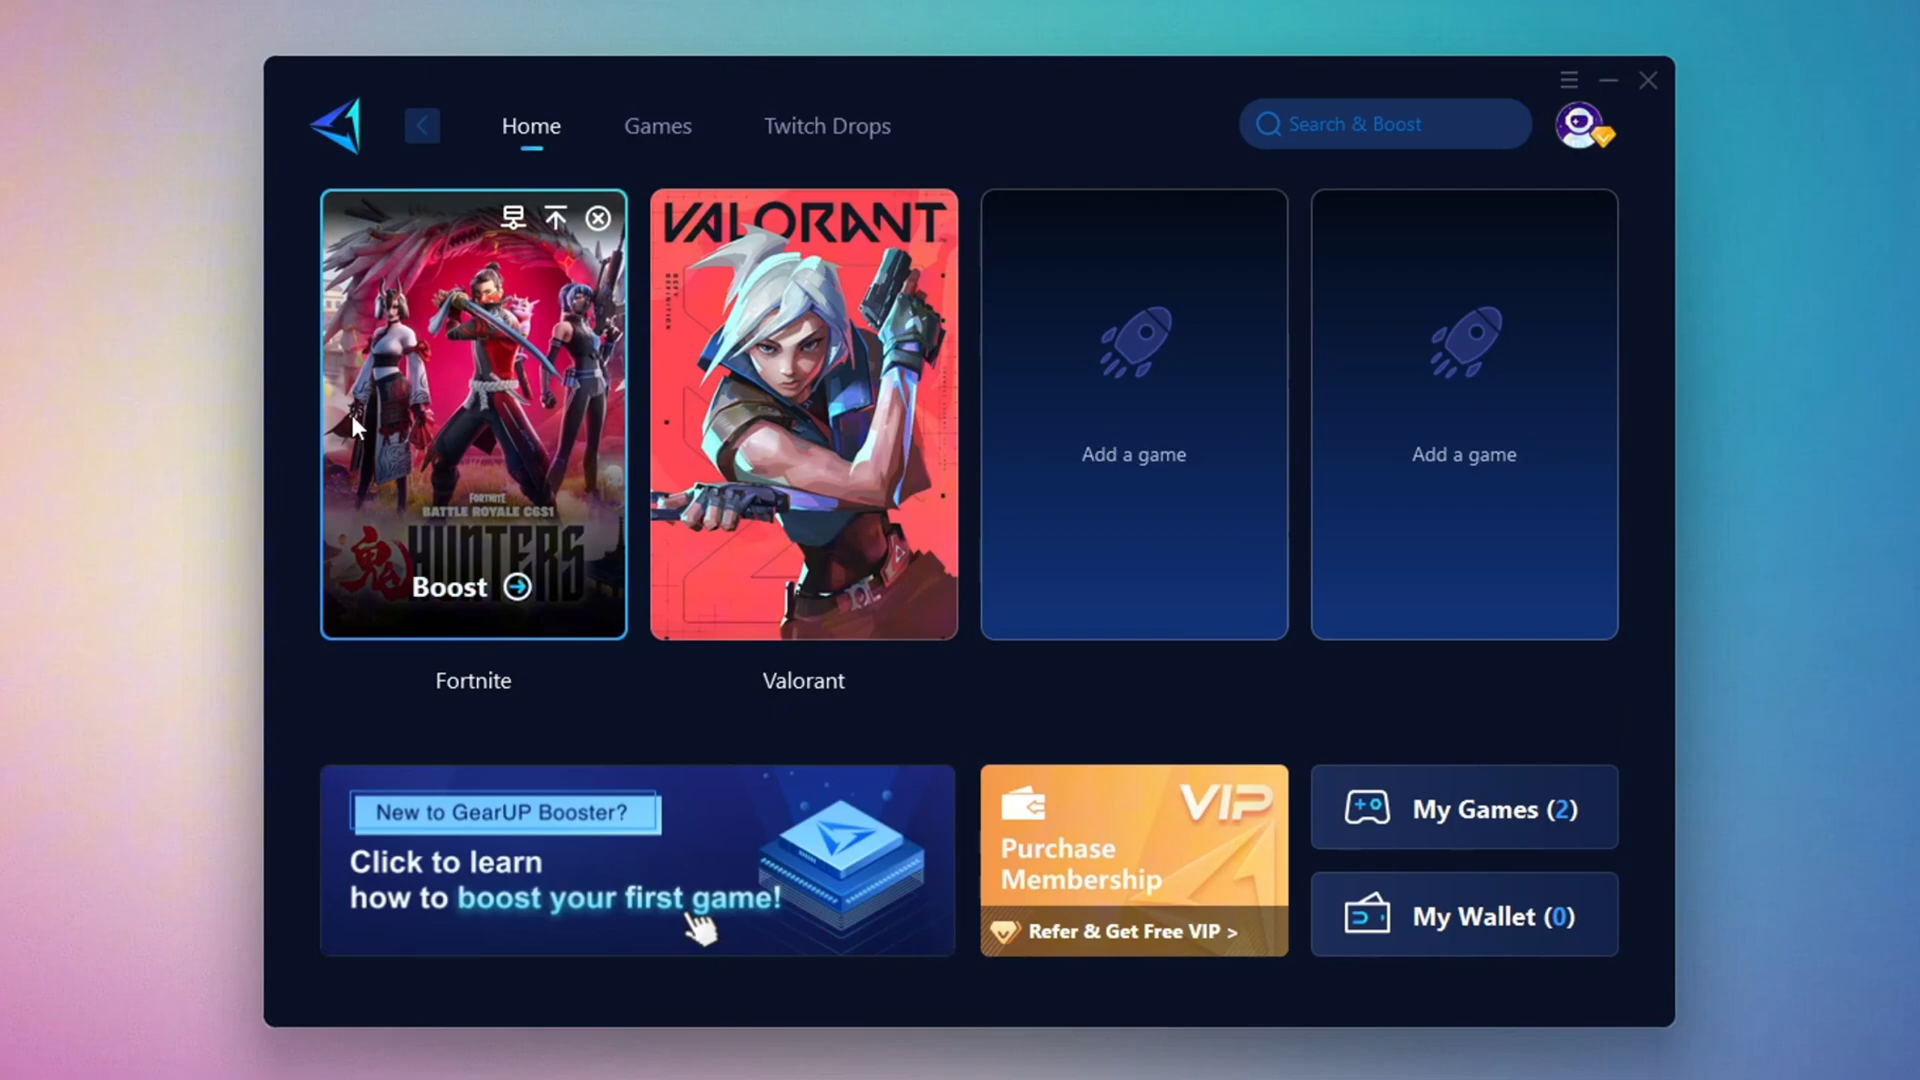 Home
Games
Twitch Drops
Search & Boost
FORTNITE
BATTLE ROYALE C6S1
HUNTERS
鬼
Boost
VALORANT
Add a game
Add a game
Fortnite
Valorant
New to GearUP Booster?
Click to learn
how to boost your first game!
VIP
Purchase
Membership
Refer & Get Free VIP >
My Games (2)
My Wallet (0)